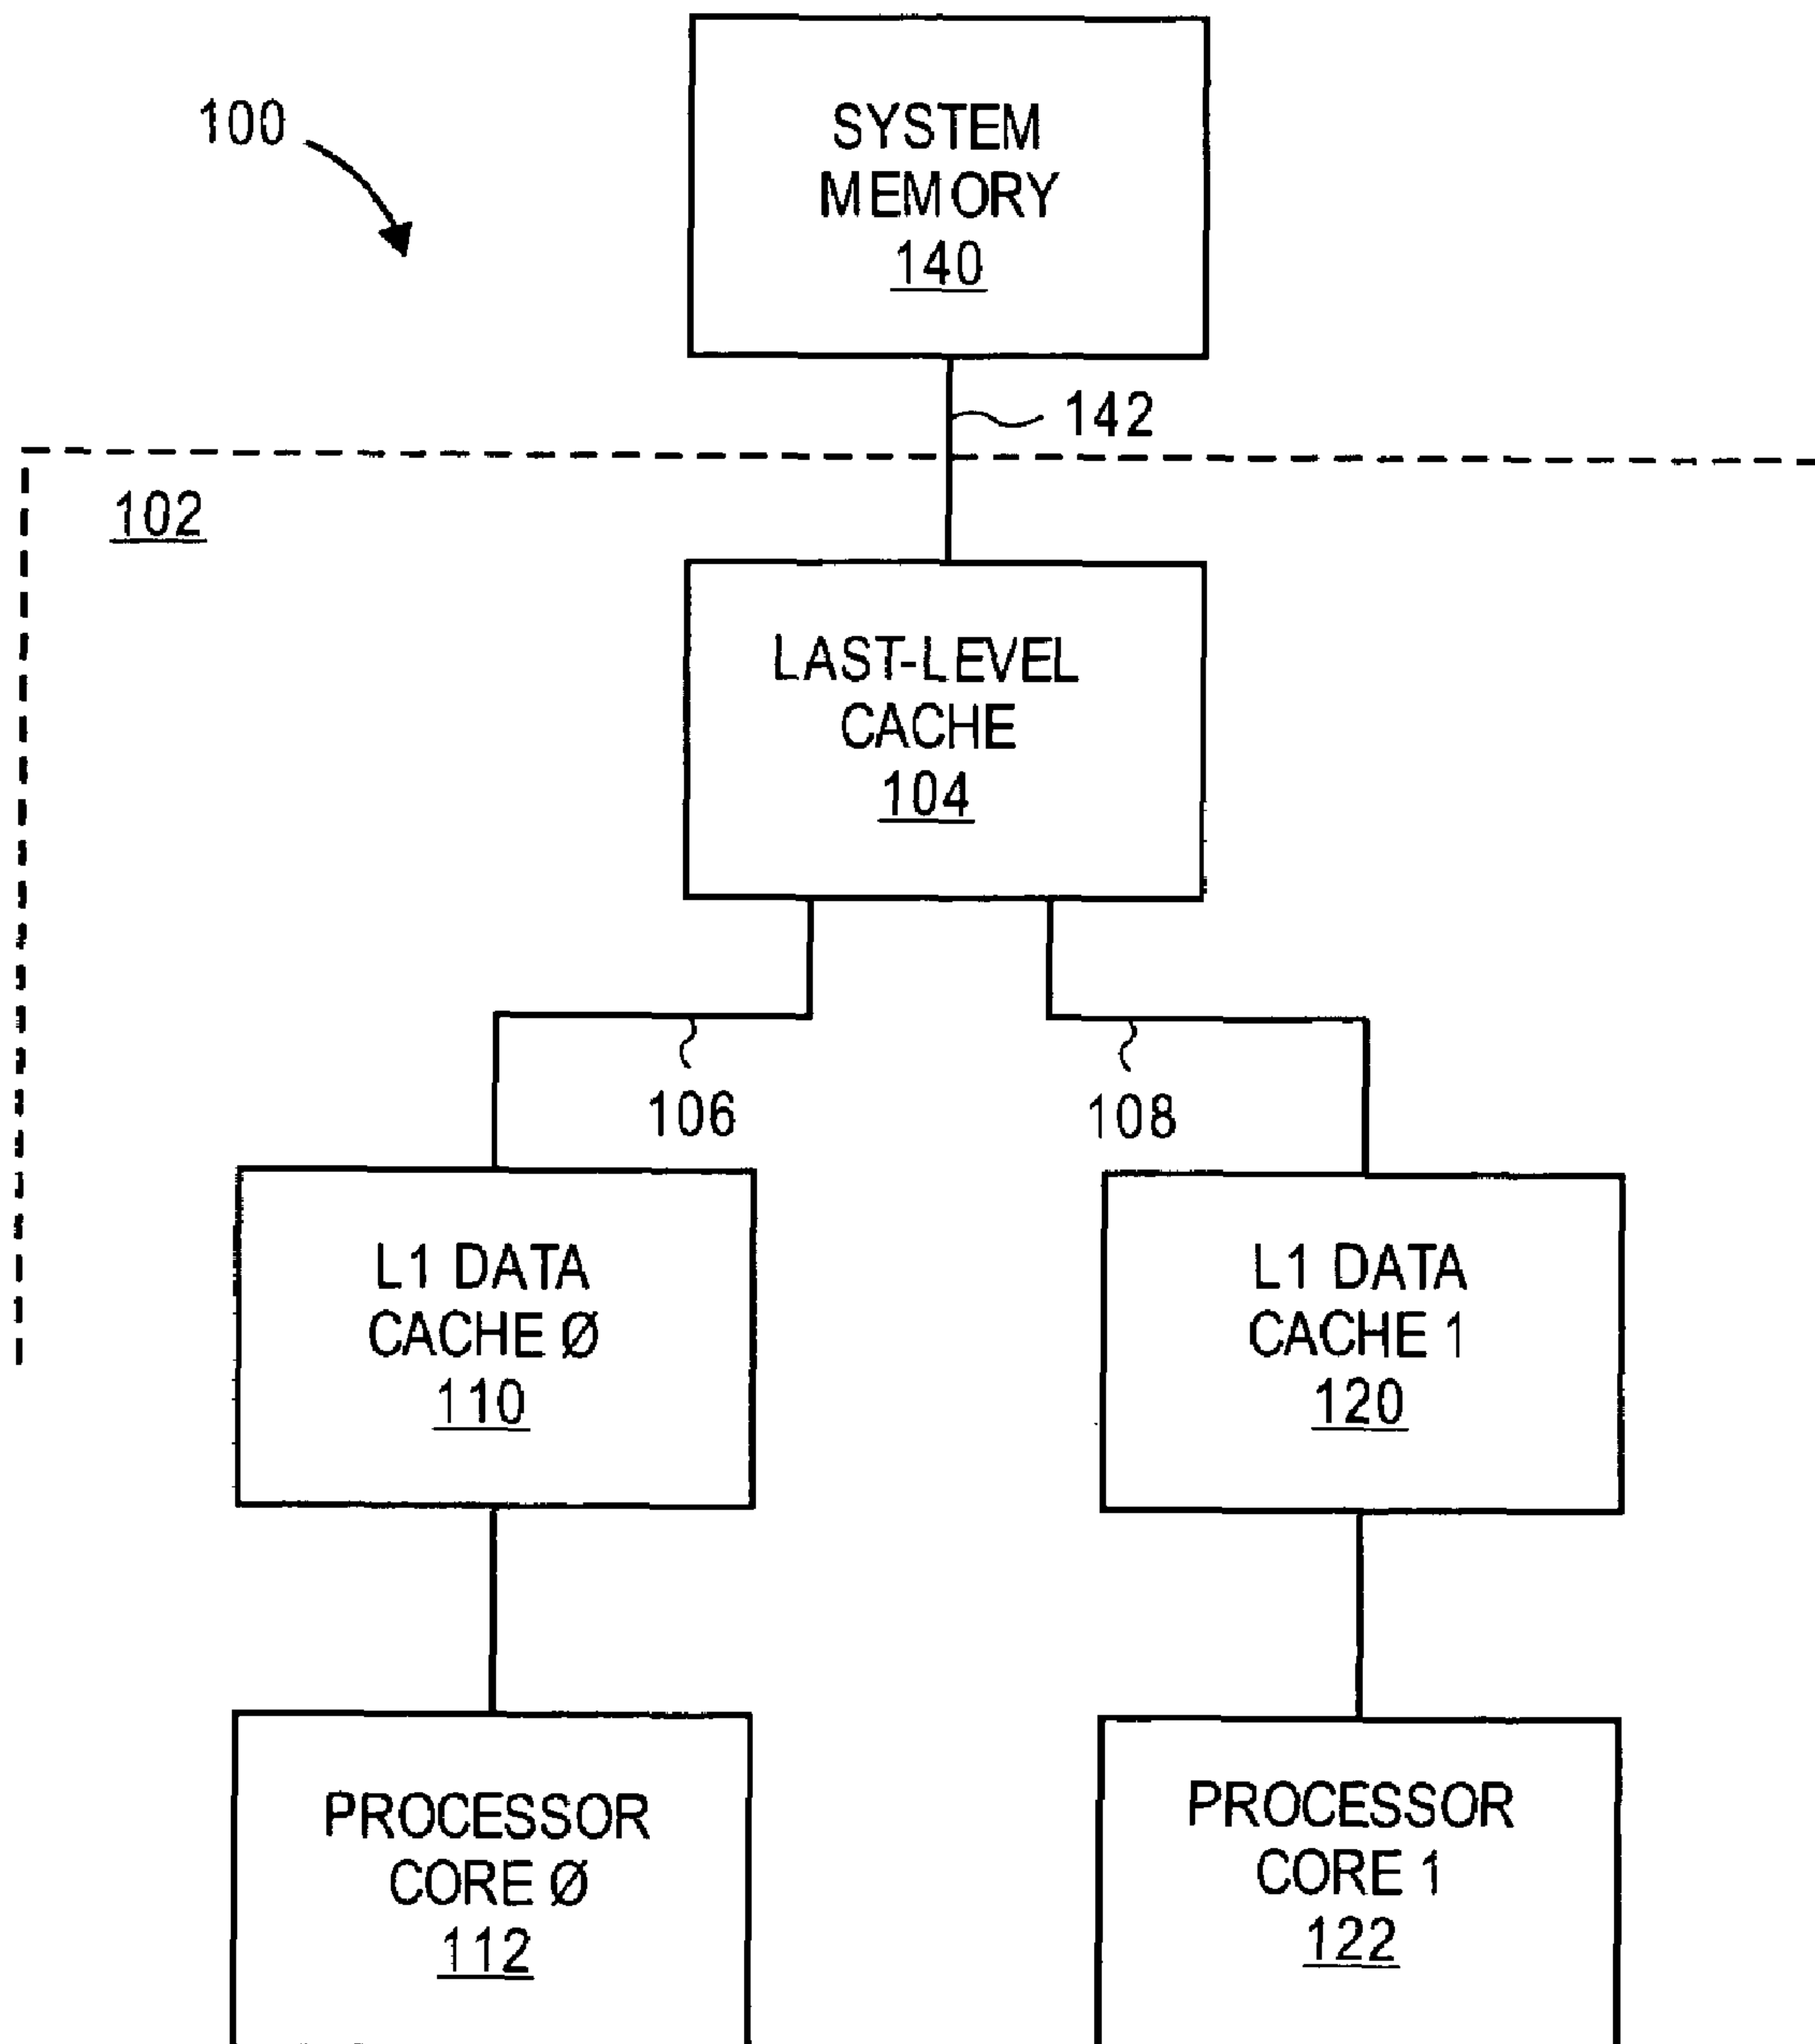 100
SYSTEM
MEMORY
140
142
102
LAST-LEVEL
CACHE
104
106
108
L1 DATA
CACHE Ø
110
L1 DATA
CACHE 1
120
PROCESSOR
CORE Ø
112
PROCESSOR
CORE 1
122